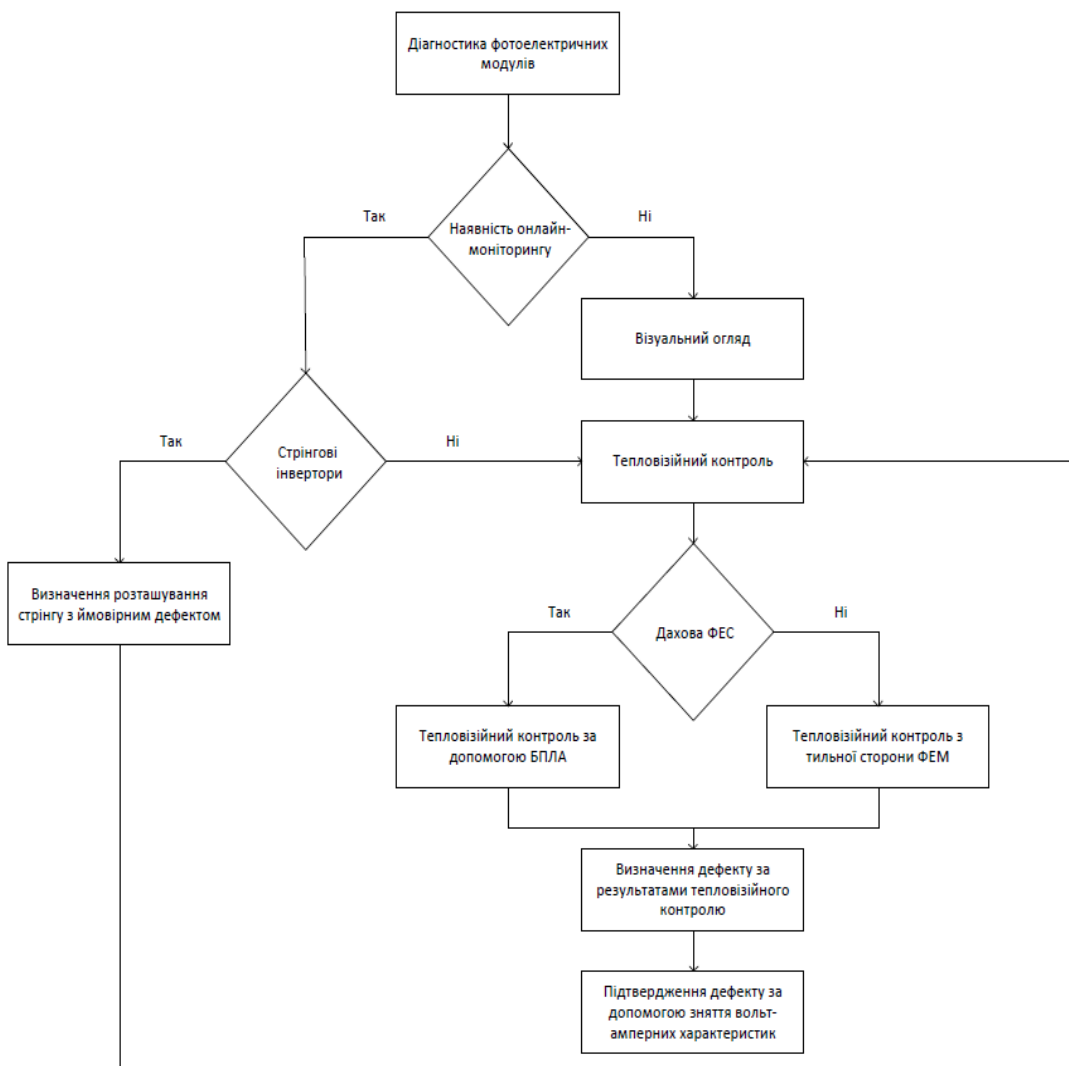 Діагностика фотоелектричних
модулів
Так
Ні
Наявність онлайн-
моніторингу
Візуальний огляд
Так
Стрінгові
інвертори
Ні
Тепловізійний контроль
Визначення розташування
стрінгу з ймовірним дефектом
Так
Дахова ФЕС
Ні
Тепловізійний контроль за
допомогою БПЛА
Тепловізійний контроль з
тильної сторони ФЕМ
Визначення дефекту за
результатами тепловізійного
контролю
Підтвердження дефекту за
допомогою зняття вольт-
амперних характеристик